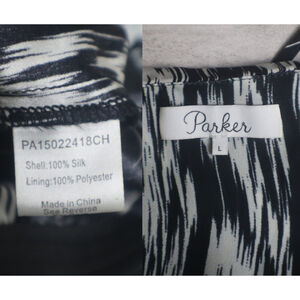 PA15022418CH
Shell:100% Silk
Lining:100% Polyester
Made in China
See Reverse
Parker
L